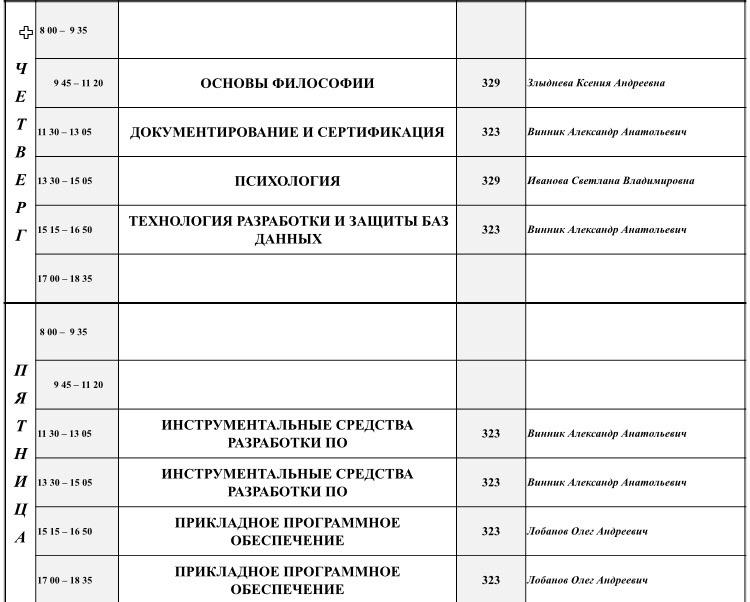 ЧЕТВЕРГ
8 00 – 9 35
9 45 – 11 20 ОСНОВЫ ФИЛОСОФИИ 329 Злыднева Ксения Андреевна
11 30 – 13 05 ДОКУМЕНТИРОВАНИЕ И СЕРТИФИКАЦИЯ 323 Винник Александр Анатольевич
13 30 – 15 05 ПСИХОЛОГИЯ 329 Иванова Светлана Владимировна
15 15 – 16 50 ТЕХНОЛОГИЯ РАЗРАБОТКИ И ЗАЩИТЫ БАЗ
ДАННЫХ 323 Винник Александр Анатольевич
17 00 – 18 35
ПЯТНИЦА
8 00 – 9 35
9 45 – 11 20
11 30 – 13 05 ИНСТРУМЕНТАЛЬНЫЕ СРЕДСТВА
РАЗРАБОТКИ ПО 323 Винник Александр Анатольевич
13 30 – 15 05 ИНСТРУМЕНТАЛЬНЫЕ СРЕДСТВА
РАЗРАБОТКИ ПО 323 Винник Александр Анатольевич
15 15 – 16 50 ПРИКЛАДНОЕ ПРОГРАММНОЕ
ОБЕСПЕЧЕНИЕ 323 Лобанов Олег Андреевич
17 00 – 18 35 ПРИКЛАДНОЕ ПРОГРАММНОЕ
ОБЕСПЕЧЕНИЕ 323 Лобанов Олег Андреевич